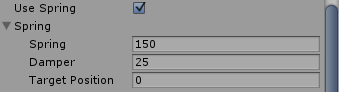 Use Spring
Spring
Spring 150
Damper 25
Target Position 0